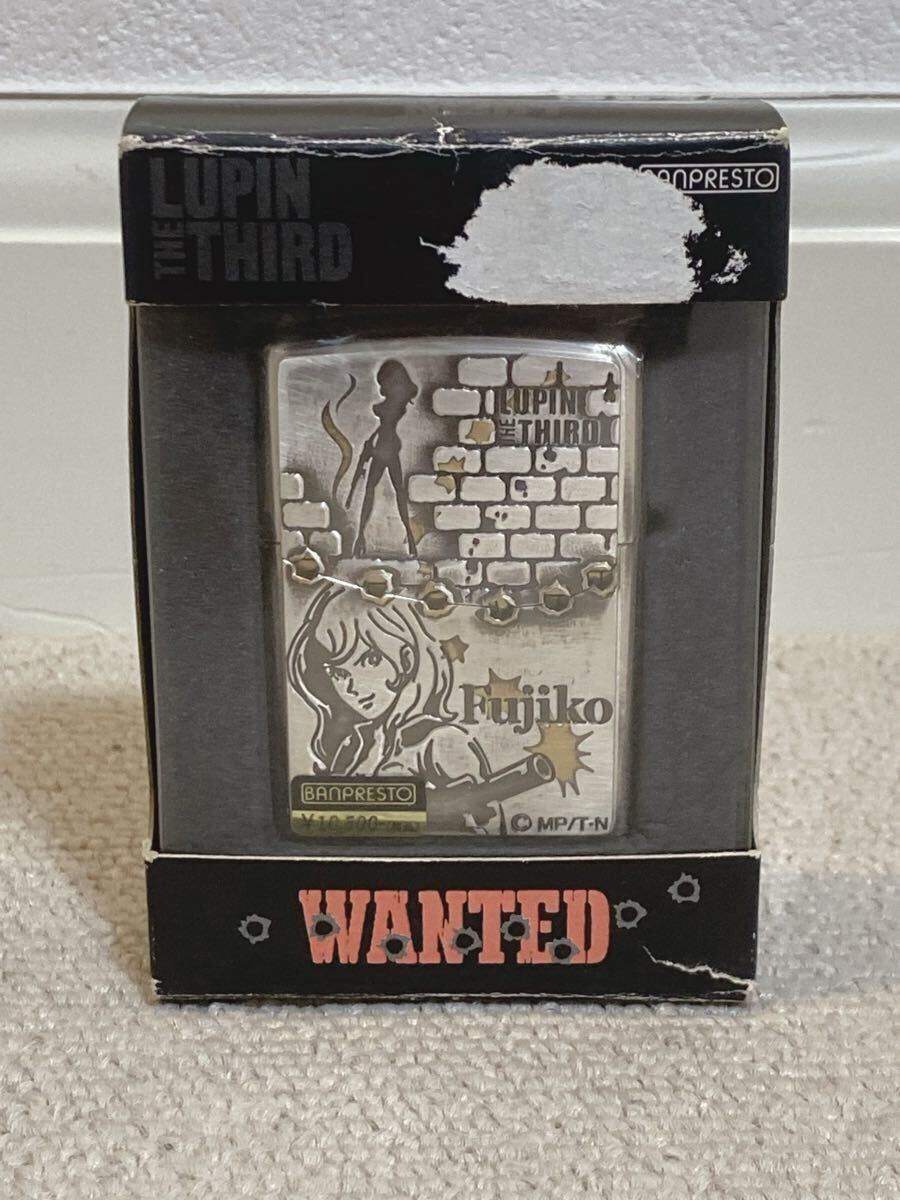 LUPIN
THE THIRD
BANPRESTO
LUPIN
THE THIRD
Fujiko
BANPRESTO
© MP/T-N
WANTED